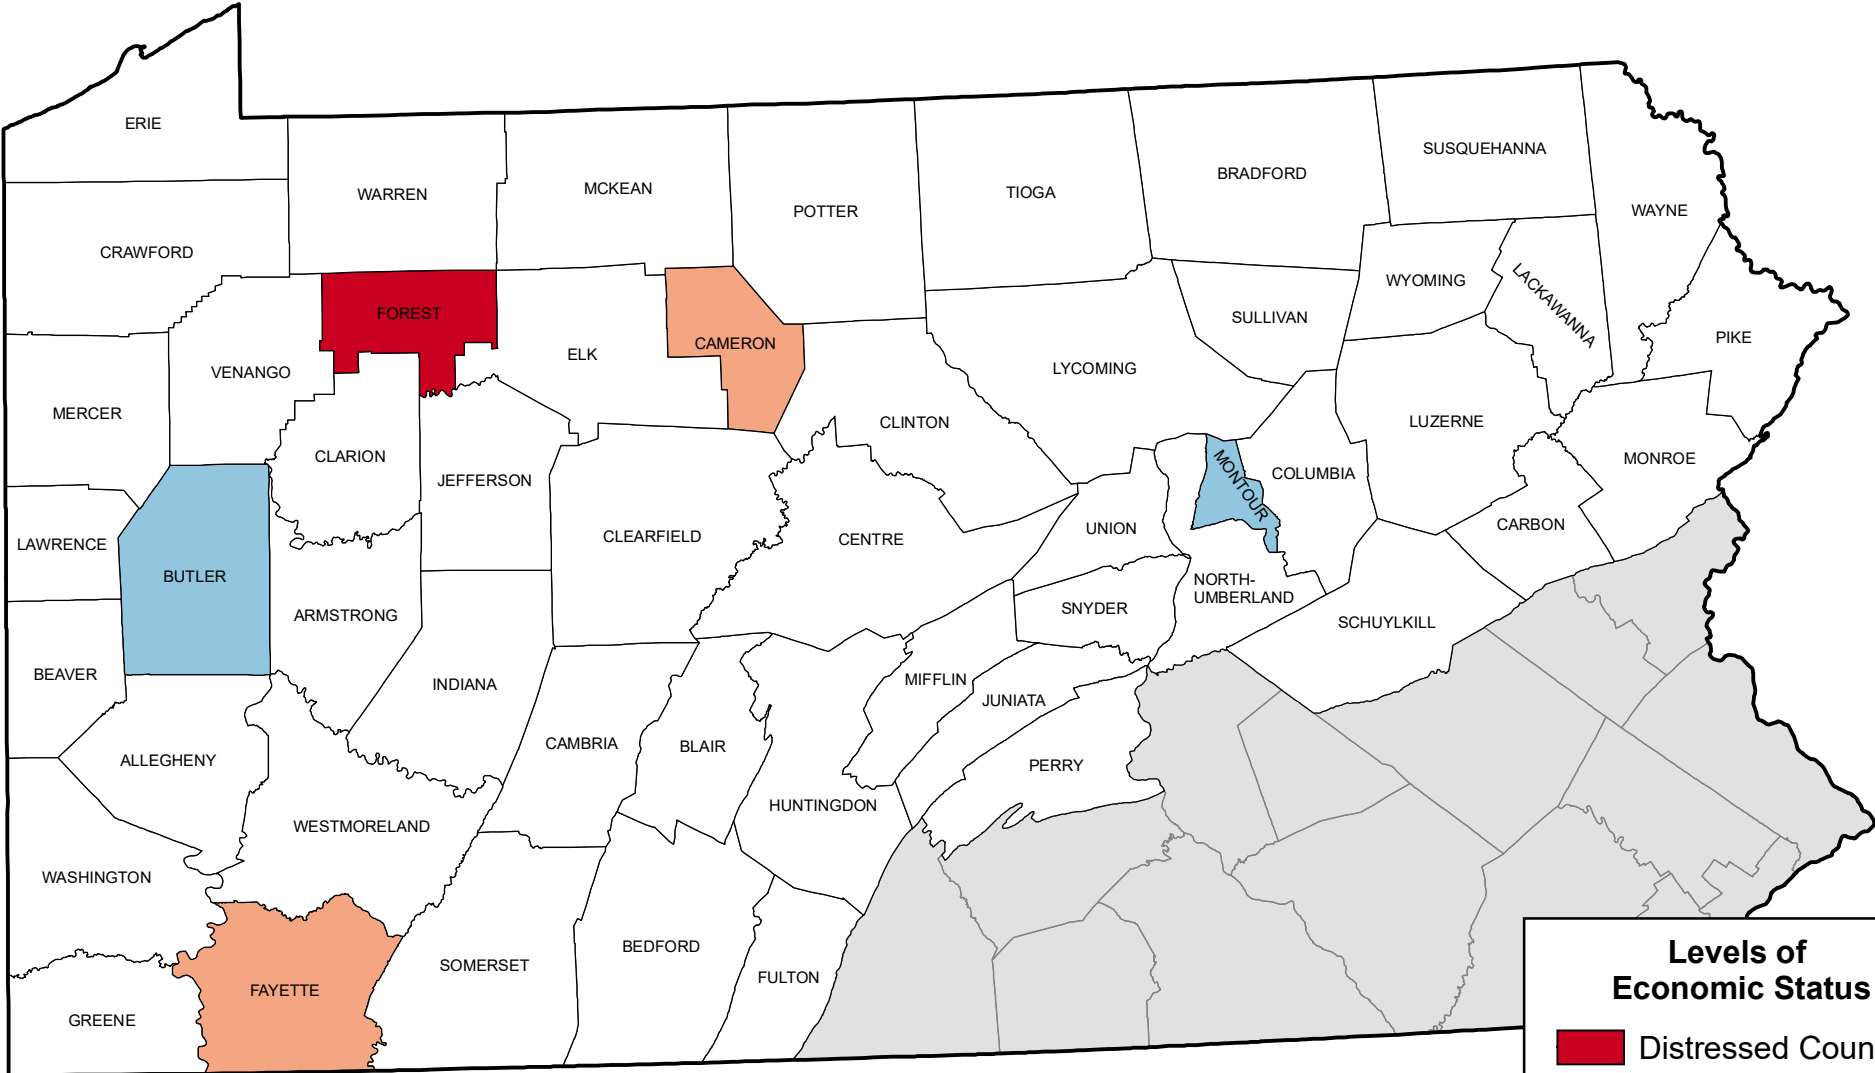 ERIE
WARREN
MCKEAN
POTTER
TIOGA
BRADFORD
SUSQUEHANNA
WAYNE
CRAWFORD
FOREST
ELK
CAMERON
SULLIVAN
WYOMING
LACKAWANNA
PIKE
VENANGO
MERCER
CLARION
JEFFERSON
CLINTON
LYCOMING
MONTOUR
COLUMBIA
LUZERNE
MONROE
LAWRENCE
BUTLER
ARMSTRONG
CLEARFIELD
CENTRE
UNION
SNYDER
NORTH-
UMBERLAND
CARBON
SCHUYLKILL
BEAVER
INDIANA
MIFFLIN
JUNIATA
ALLEGHENY
CAMBRIA
BLAIR
PERRY
HUNTINGDON
WESTMORELAND
WASHINGTON
BEDFORD
SOMERSET
FULTON
FAYETTE
GREENE
Levels of
Economic Status
Distressed Coun